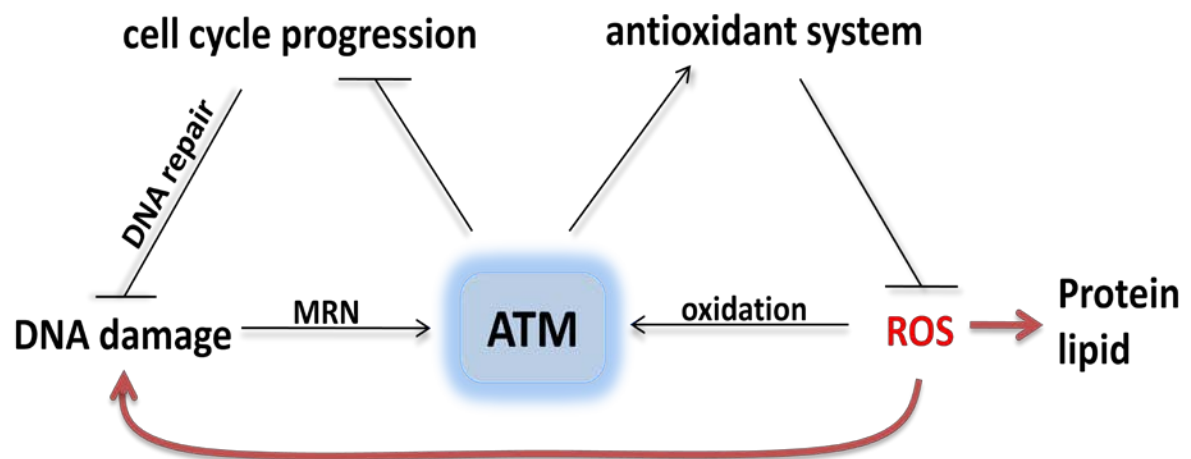 cell cycle progression
antioxidant system
DNA repair
DNA damage
MRN
ATM
oxidation
ROS
Protein
lipid